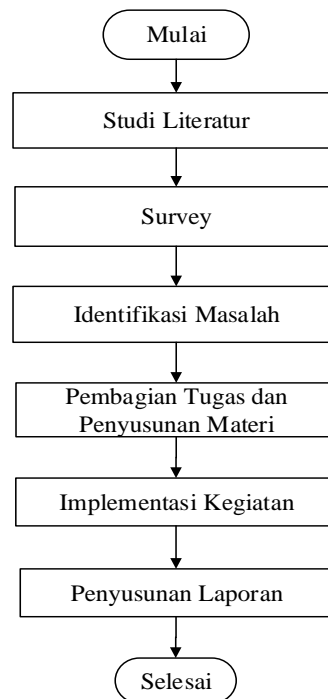 Mulai
Studi Literatur
Survey
Identifikasi Masalah
Pembagian Tugas dan
Penyusunan Materi
Implementasi Kegiatan
Penyusunan Laporan
Selesai